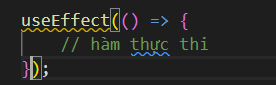 useEffect(() => {
    // hàm thực thi
});